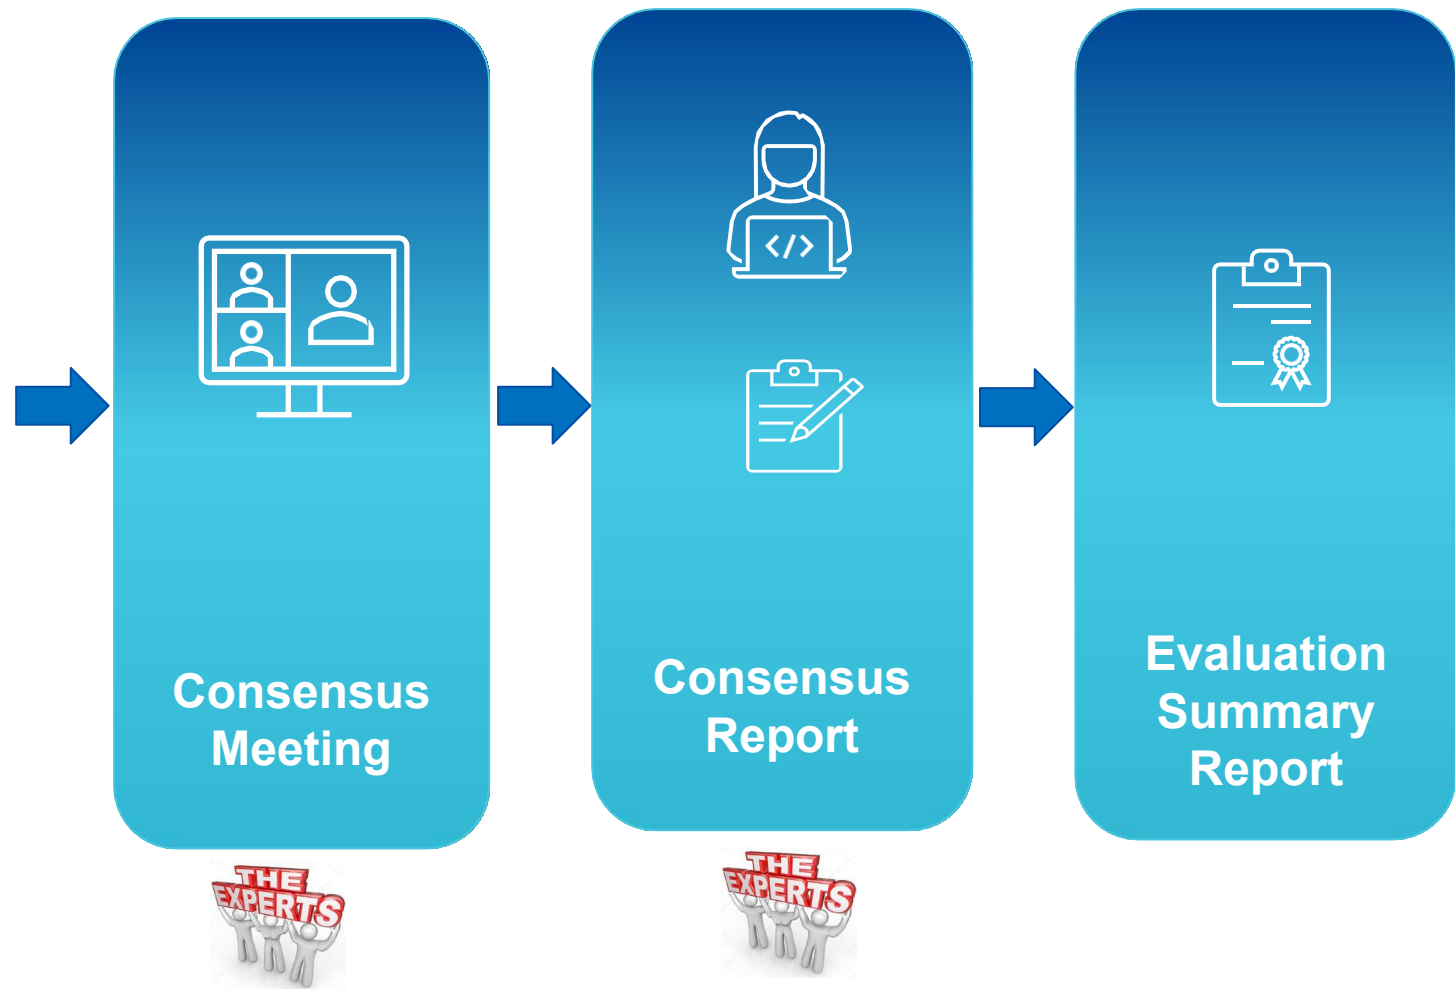 </>
Consensus
Meeting
Consensus
Report
Evaluation
Summary
Report
THE
EXPERTS
THE
EXPERTS